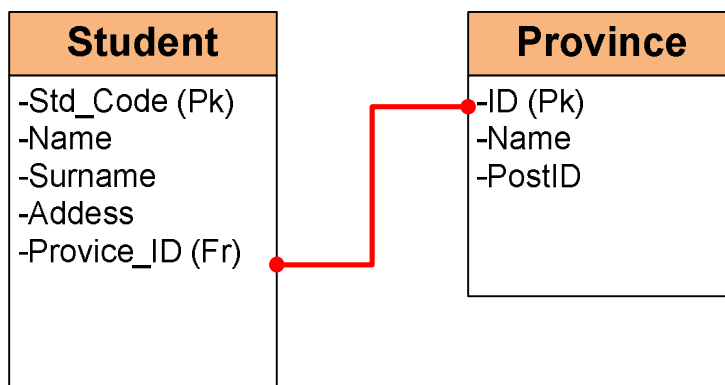 Student
-Std_Code (Pk)
-Name
-Surname
-Addess
-Provice_ID (Fr)
Province
-ID (Pk)
-Name
-PostID